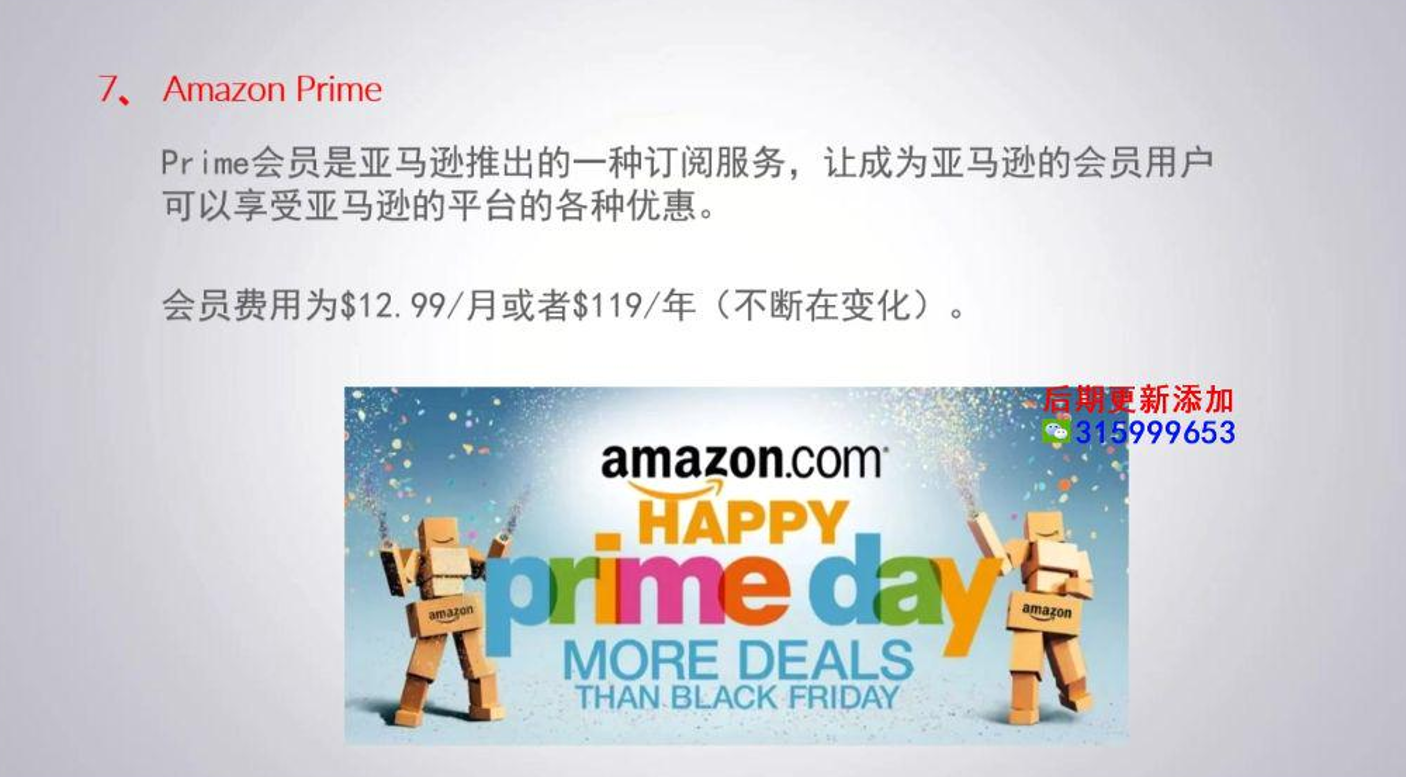 7、 Amazon Prime
Prime会员是亚马逊推出的一种订阅服务，让成为亚马逊的会员用户
可以享受亚马逊的平台的各种优惠。
会员费用为$12.99/月或者$119/年（不断在变化）。
后期更新添加
315999653
amazon.com
HAPPY
prime day
MORE DEALS
THAN BLACK FRIDAY
amazon
amazon